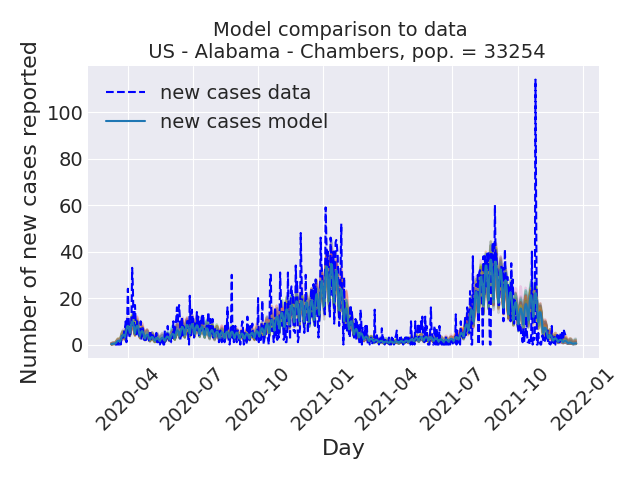 Model comparison to data
US - Alabama - Chambers, pop. = 33254
new cases data
new cases model
Number of new cases reported
100
80
60
40
20
0
2020-04
2020-07
2020-10
2021-01
2021-04
2021-07
2021-10
2022-01
Day